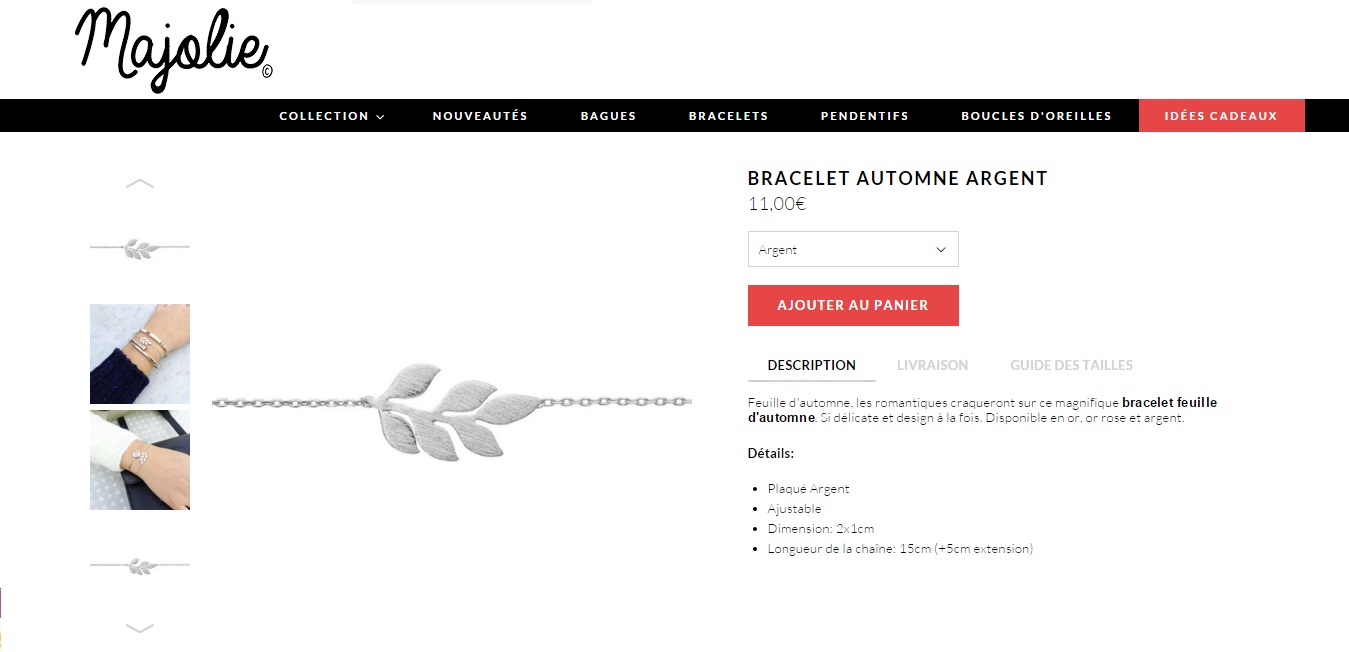 Majolie©
COLLECTION
NOUVEAUTÉS
BAGUES
BRACELETS
PENDENTIFS
BOUCLES D'OREILLES
IDÉES CADEAUX
BRACELET AUTOMNE ARGENT
11,00€
Argent
AJOUTER AU PANIER
DESCRIPTION
LIVRAISON
GUIDE DES TAILLES
Feuille d'automne, les romantiques craqueront sur ce magnifique bracelet feuille
d'automne. Si délicate et design à la fois. Disponible en or, or rose et argent.
Détails:
Plaqué Argent
Ajustable
Dimension: 2x1cm
Longueur de la chaîne: 15cm (+5cm extension)